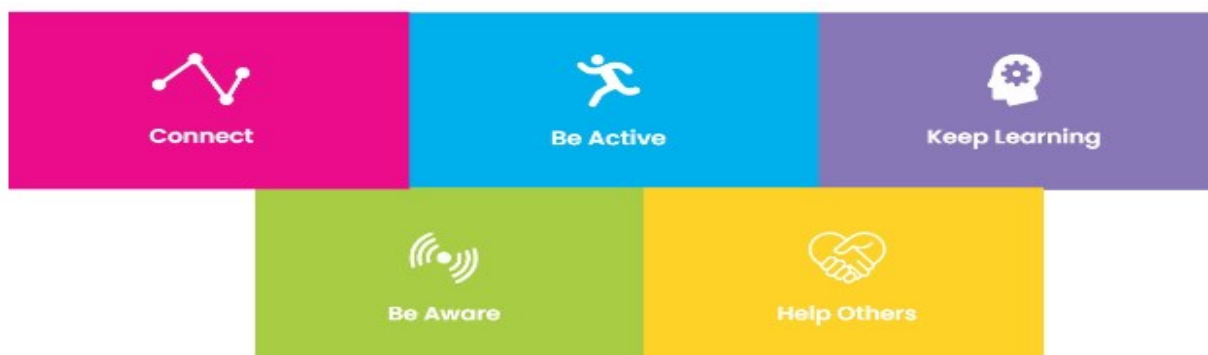 Connect
Be Active
Keep Learning
Be Aware
Help Others